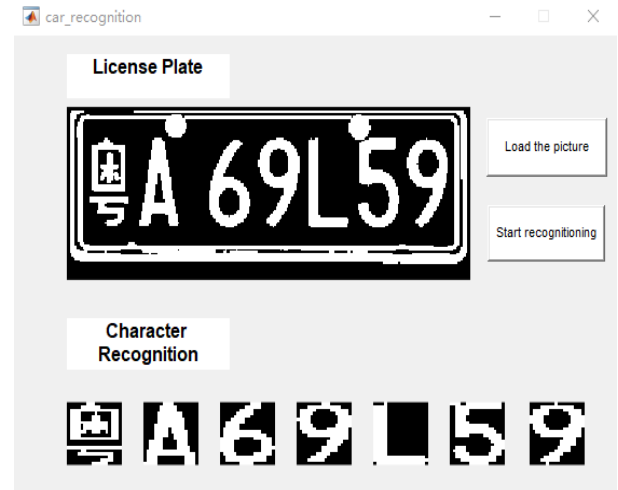 car_recognition
License Plate
粤A 69L59
Load the picture
Start recognitioning
Character
Recognition
粤 A 6 9 L 5 9